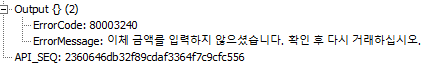 Output {} (2)
ErrorCode: 80003240
ErrorMessage: 이체 금액를 입력하지 않으셨습니다. 확인 후 다시 거래하십시오.
API_SEQ: 2360646db32f89cdaf3364f7c9cfc556